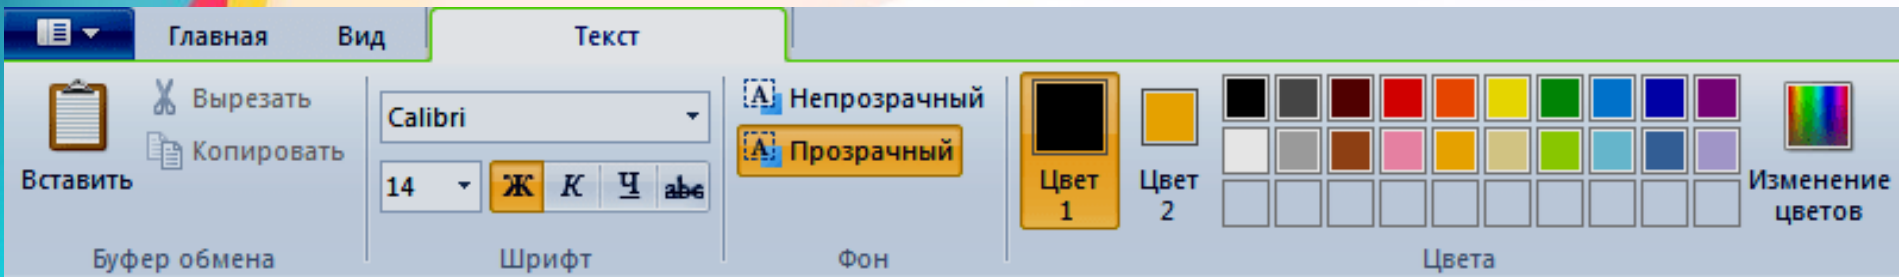 Главная Вид Текст
Вставить
Вырезать
Копировать
Буфер обмена
Calibri
14 Ж К Ч abc
Шрифт
A Непрозрачный
A Прозрачный
Фон
Цвет
1
Цвет
2
Изменение
цветов
Цвета